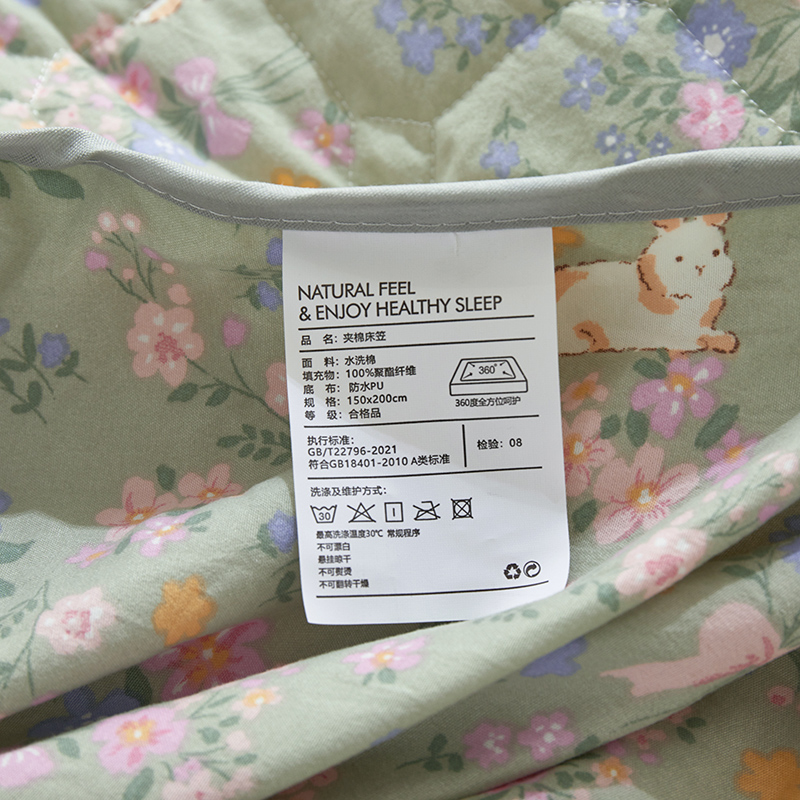 NATURAL FEEL
& ENJOY HEALTHY SLEEP
品 名：夹棉床笠
面 料：水洗棉
填充物：100%聚酯纤维
底 布：防水PU
规 格：150x200cm
等 级：合格品
360°
360度全方位呵护
执行标准：
GB/T22796-2021
符合GB18401-2010 A类标准
检验：08
洗涤及维护方式：
30
最高洗涤温度30℃ 常规程序
不可漂白
悬挂晾干
不可熨烫
不可翻转干燥